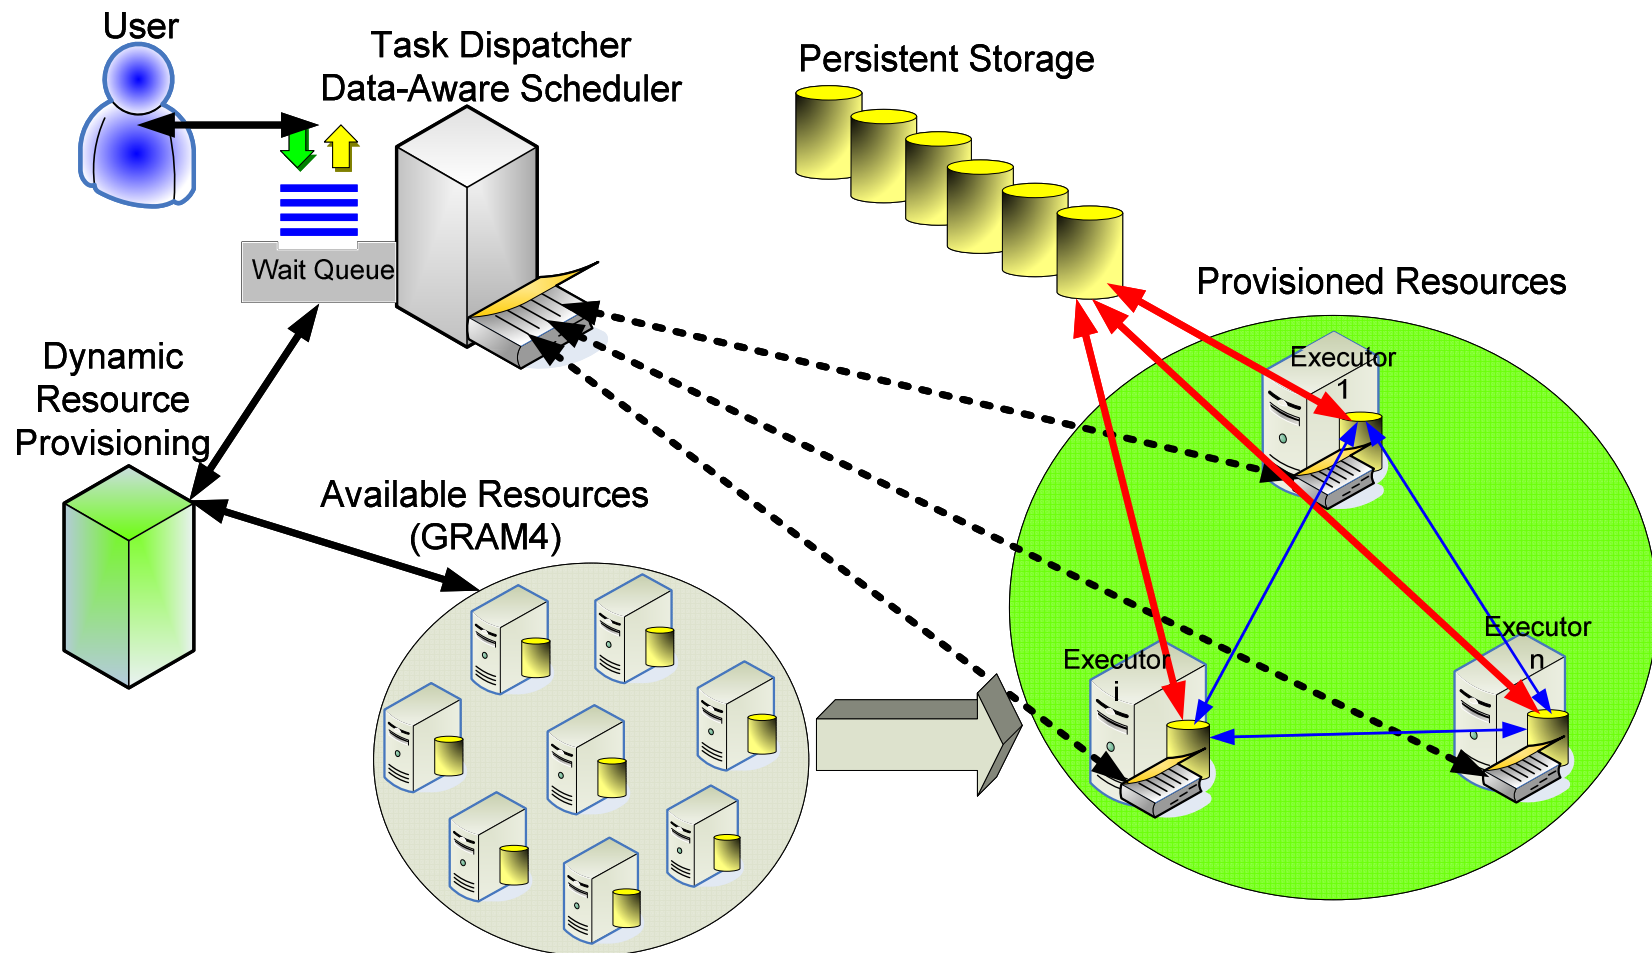 User
Task Dispatcher
Data-Aware Scheduler
Persistent Storage
Wait Queue
Provisioned Resources
Dynamic
Resource
Provisioning
Executor
1
Available Resources
(GRAM4)
Executor
i
Executor
n